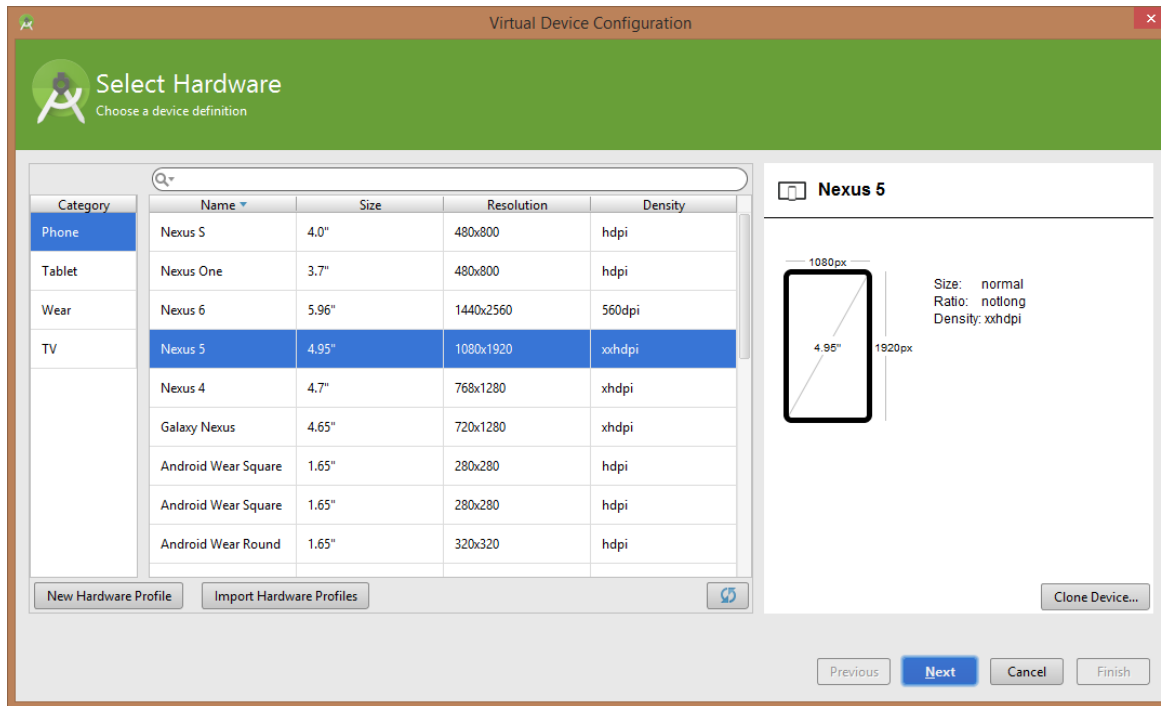 Virtual Device Configuration
Select Hardware
Choose a device definition
Category
Phone
Tablet
Wear
TV
Name Size Resolution Density
Nexus S 4.0" 480x800 hdpi
Nexus One 3.7" 480x800 hdpi
Nexus 6 5.96" 1440x2560 560dpi
Nexus 5 4.95" 1080x1920 xxhdpi
Nexus 4 4.7" 768x1280 xhdpi
Galaxy Nexus 4.65" 720x1280 xhdpi
Android Wear Square 1.65" 280x280 hdpi
Android Wear Square 1.65" 280x280 hdpi
Android Wear Round 1.65" 320x320 hdpi
New Hardware Profile Import Hardware Profiles
Nexus 5
1080px
4.95" 1920px
Size: normal
Ratio: notlong
Density: xxhdpi
Clone Device...
Previous Next Cancel Finish